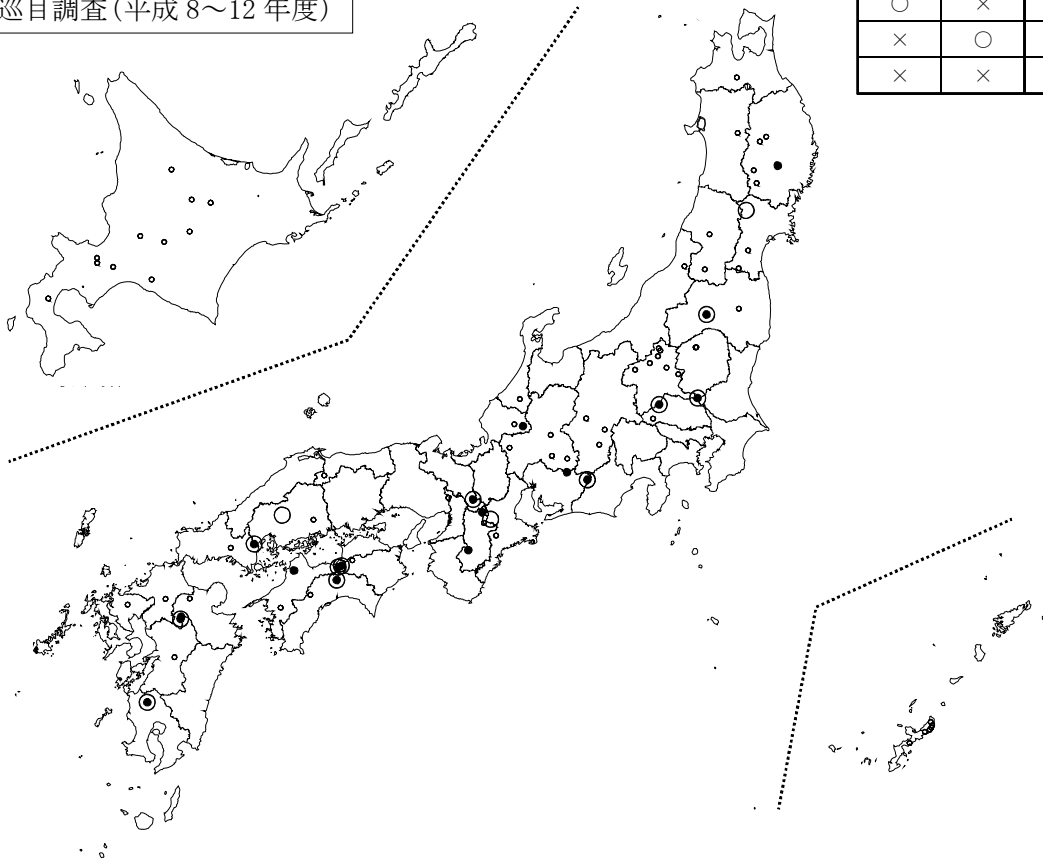 巡目調査(平成 8～12 年度)
○ ×
× ○
× ×